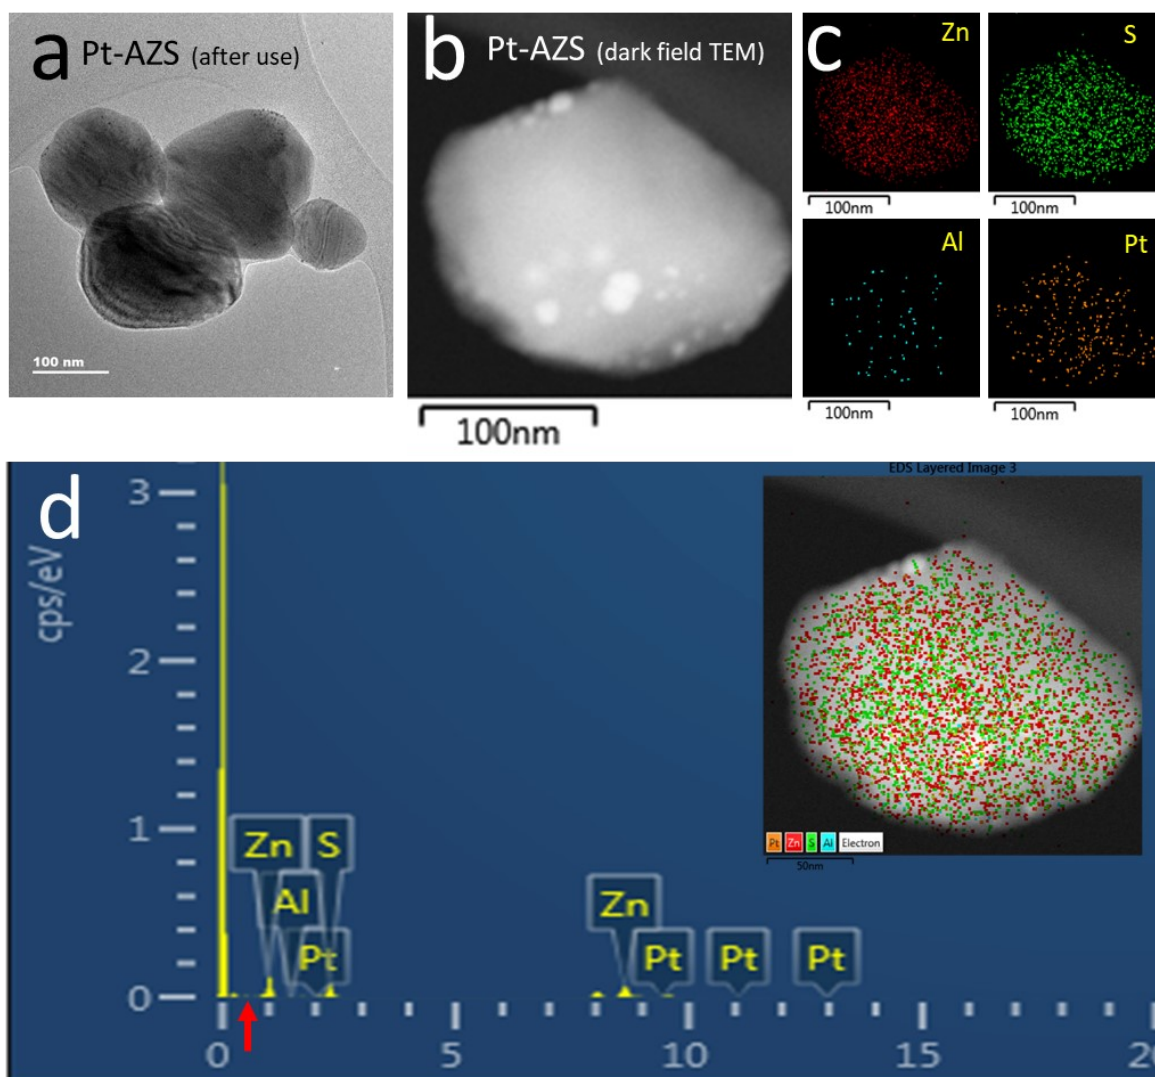 a Pt-AZS (after use)
100 nm
b Pt-AZS (dark field TEM)
100nm
c
Zn
100nm
S
100nm
Al
100nm
Pt
100nm
d
EDS Layered Image 3
Pt Zn S Al Electron
50nm
cps/eV
3
2
1
0
Zn S
Al
Pt
Zn
Pt Pt Pt
0 5 10 15 20